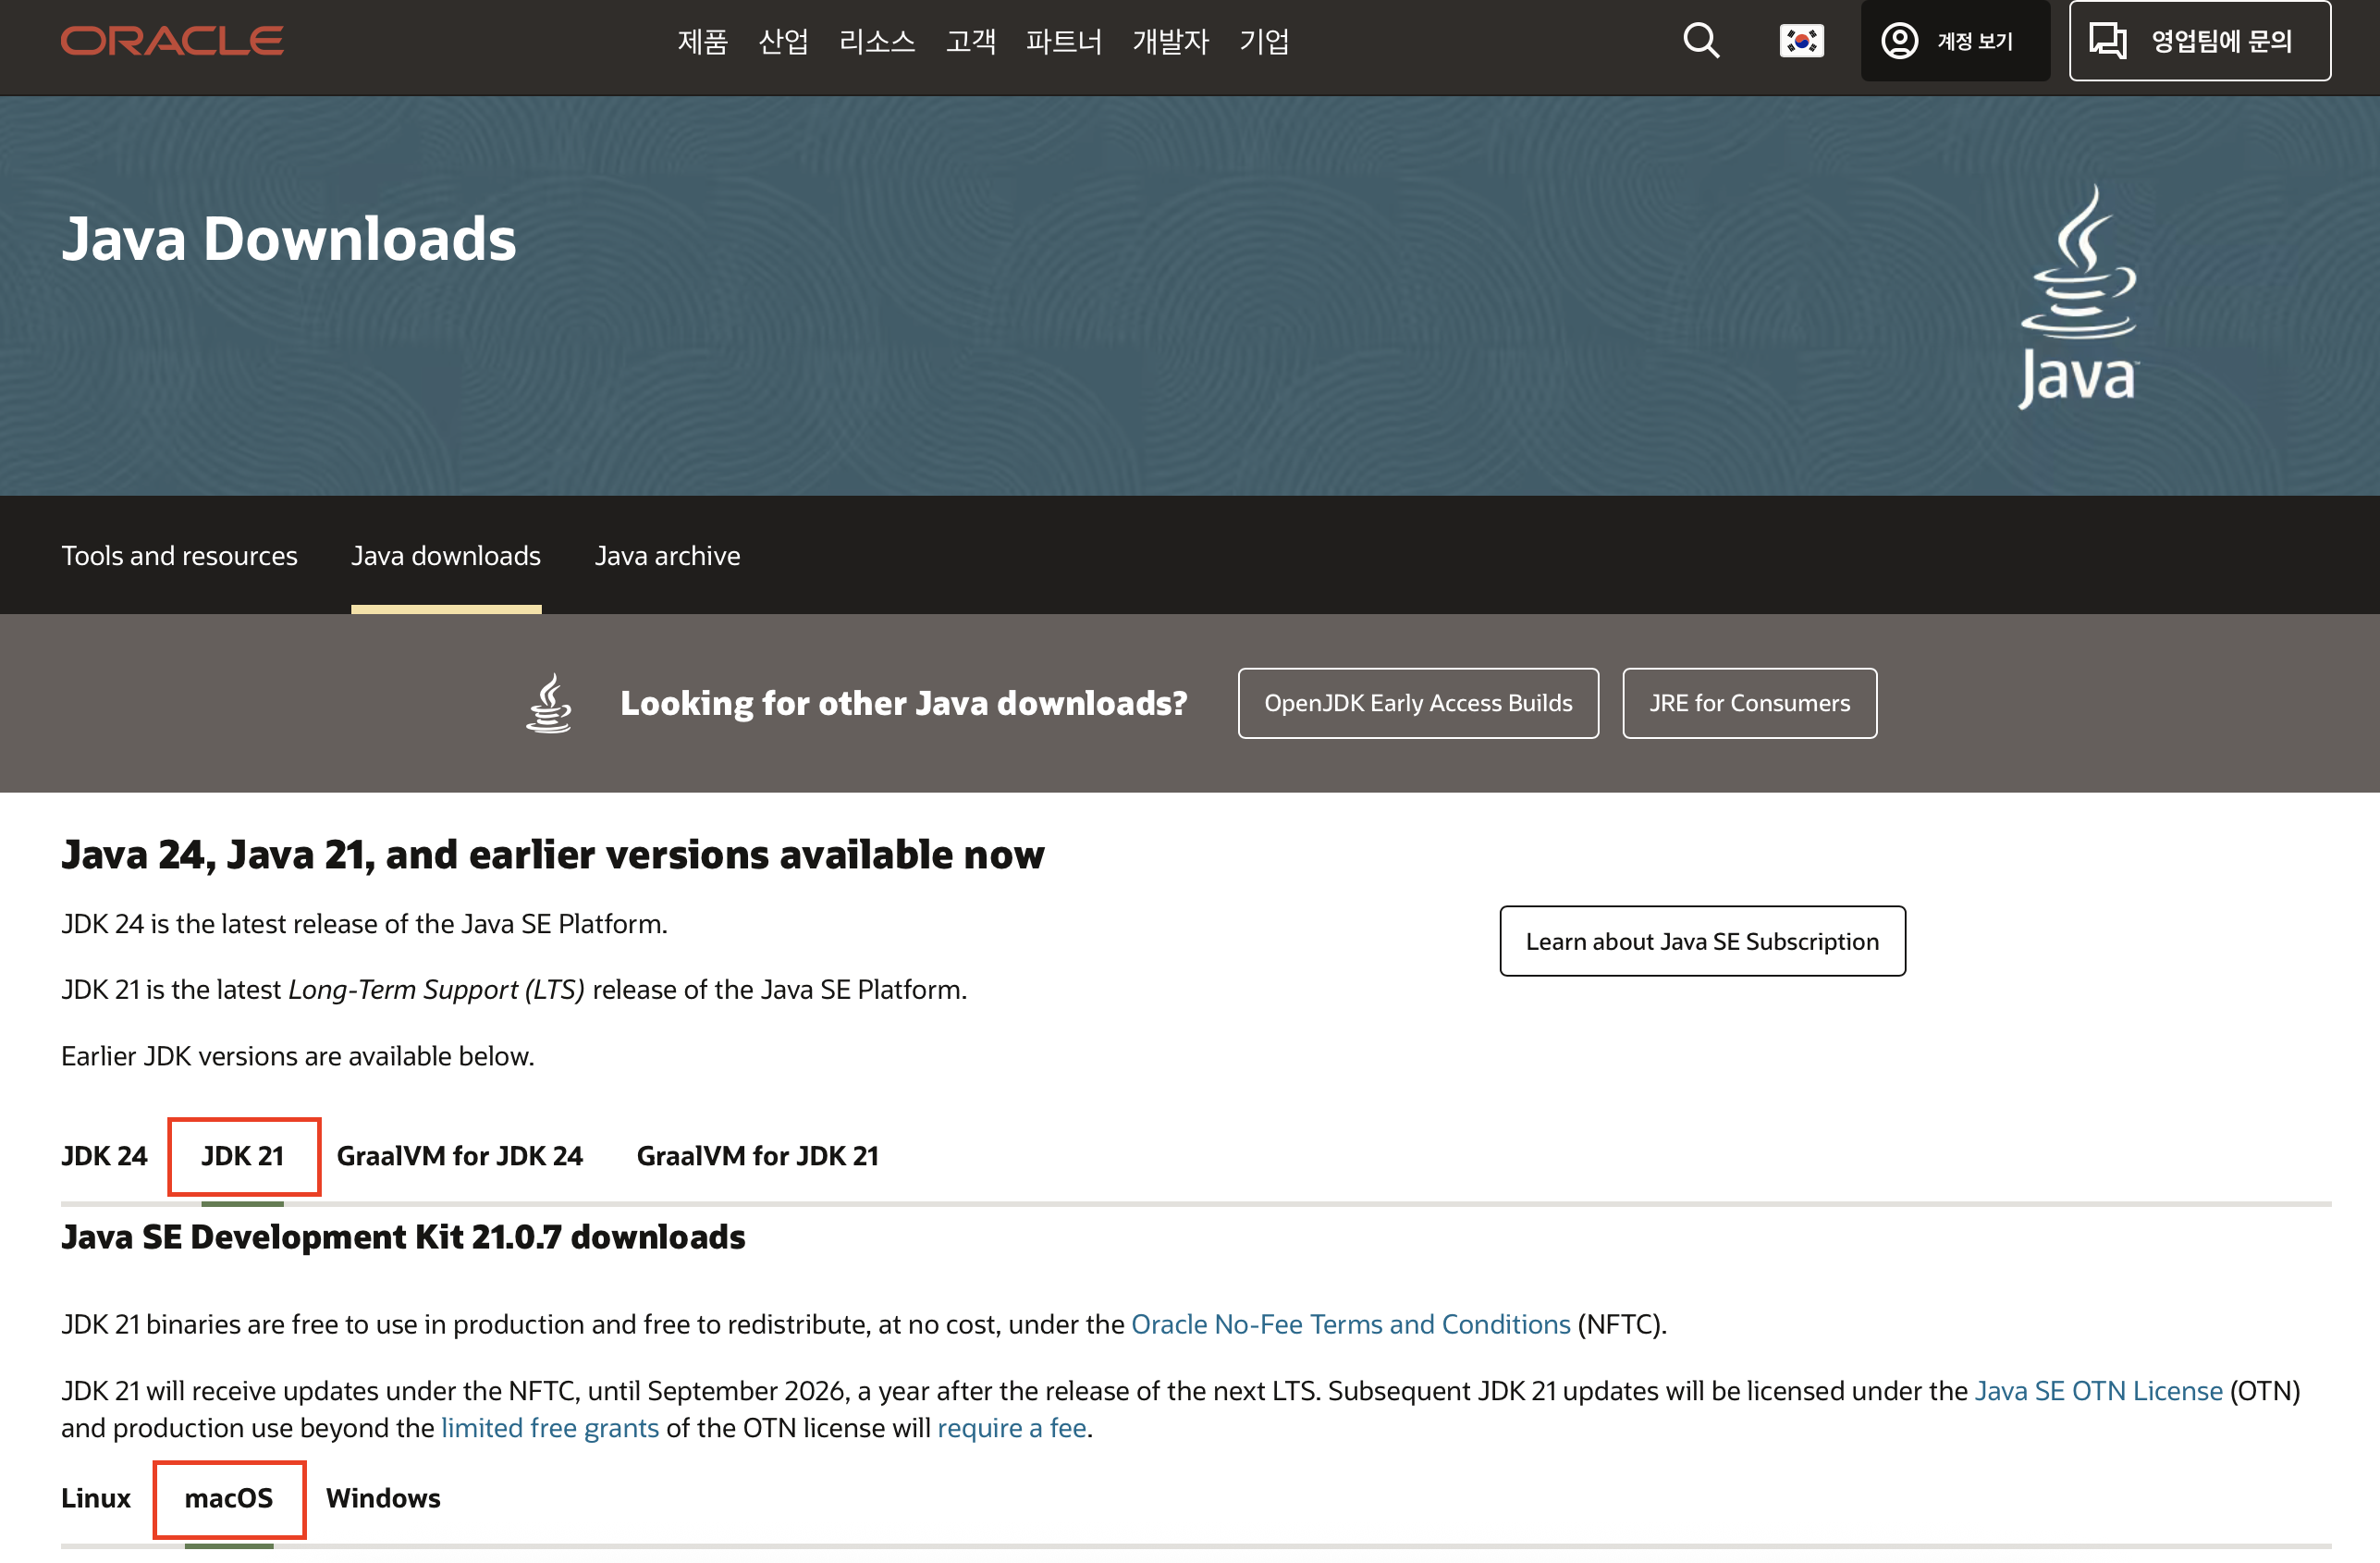 ORACLE
제품 산업 리소스 고객 파트너 개발자 기업
계정 보기
영업팀에 문의
Java Downloads
Java™
Tools and resources Java downloads Java archive
Looking for other Java downloads? OpenJDK Early Access Builds JRE for Consumers
Java 24, Java 21, and earlier versions available now
JDK 24 is the latest release of the Java SE Platform.
Learn about Java SE Subscription
JDK 21 is the latest Long-Term Support (LTS) release of the Java SE Platform.
Earlier JDK versions are available below.
JDK 24 JDK 21 GraalVM for JDK 24 GraalVM for JDK 21
Java SE Development Kit 21.0.7 downloads
JDK 21 binaries are free to use in production and free to redistribute, at no cost, under the Oracle No-Fee Terms and Conditions (NFTC).
JDK 21 will receive updates under the NFTC, until September 2026, a year after the release of the next LTS. Subsequent JDK 21 updates will be licensed under the Java SE OTN License (OTN)
and production use beyond the limited free grants of the OTN license will require a fee.
Linux macOS Windows